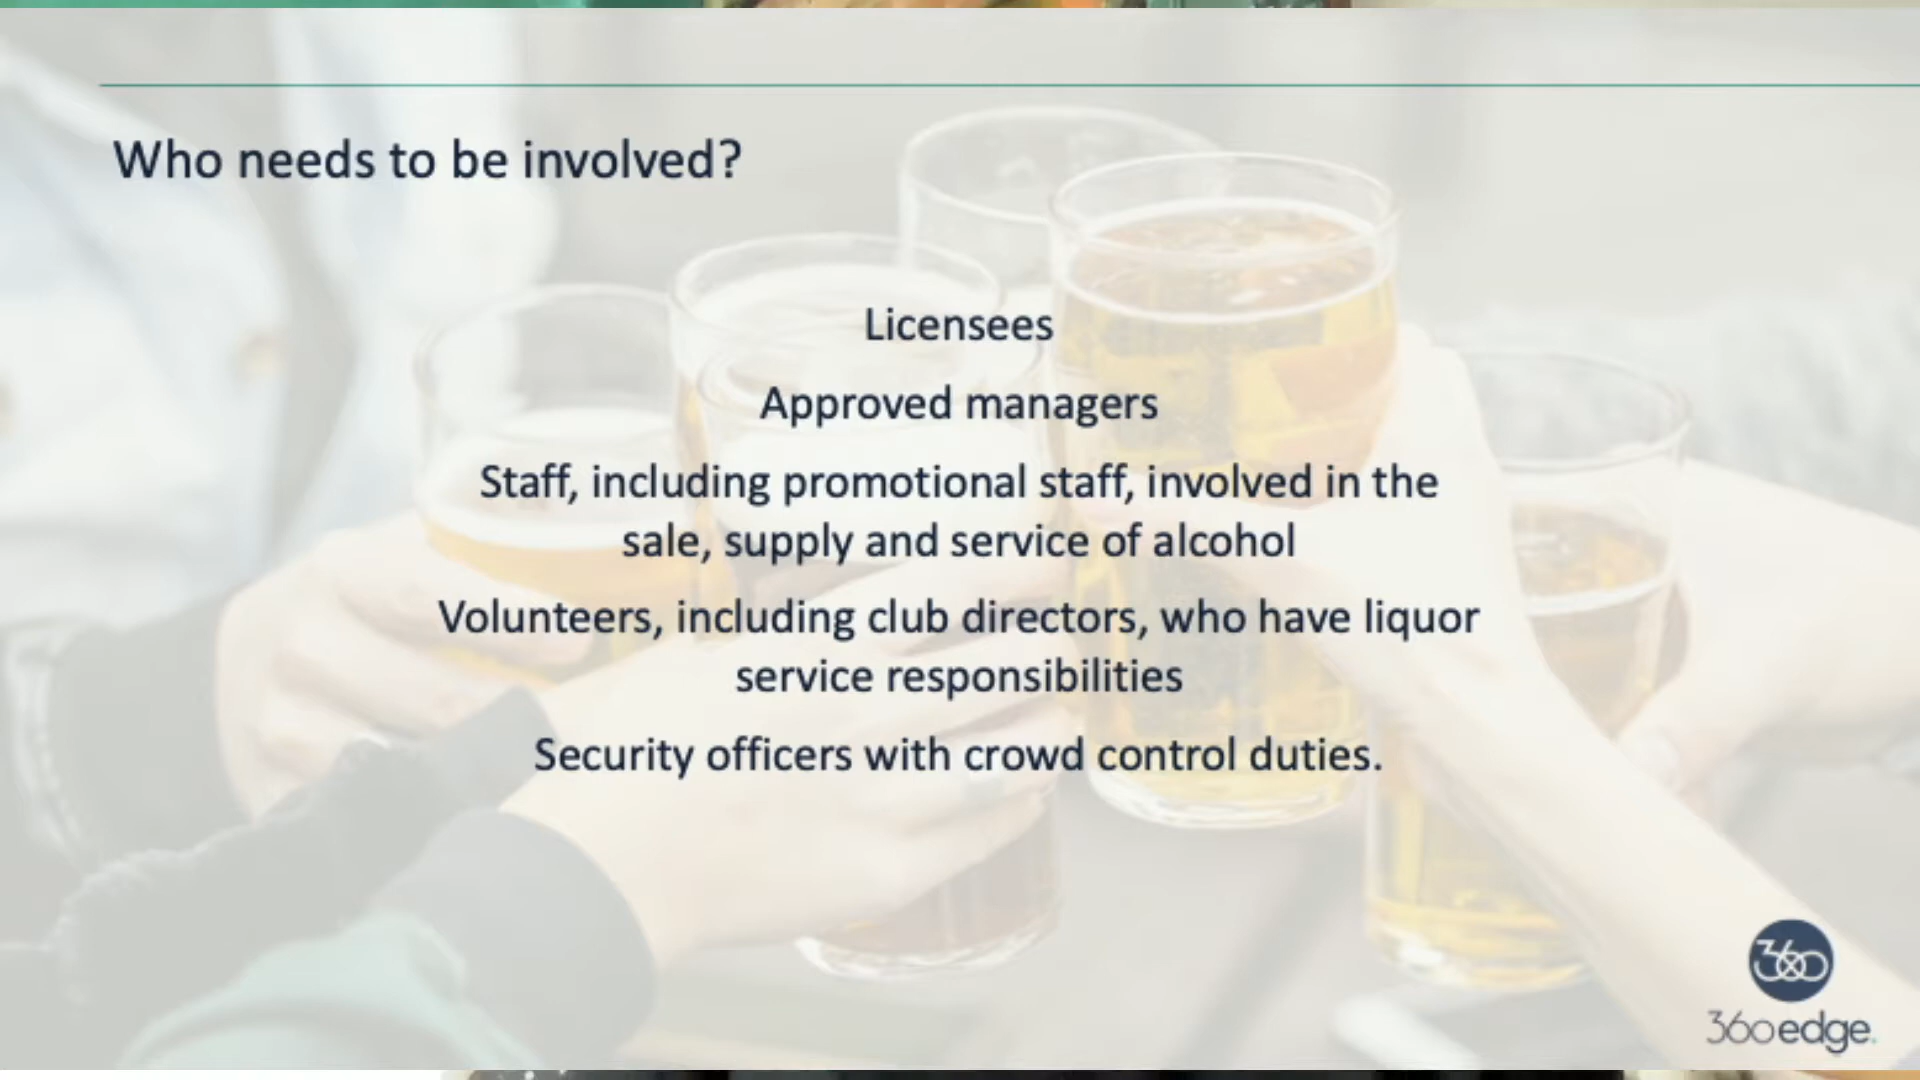 Who needs to be involved?
Licensees
Approved managers
Staff, including promotional staff, involved in the
sale, supply and service of alcohol
Volunteers, including club directors, who have liquor
service responsibilities
Security officers with crowd control duties.
360
360edge.